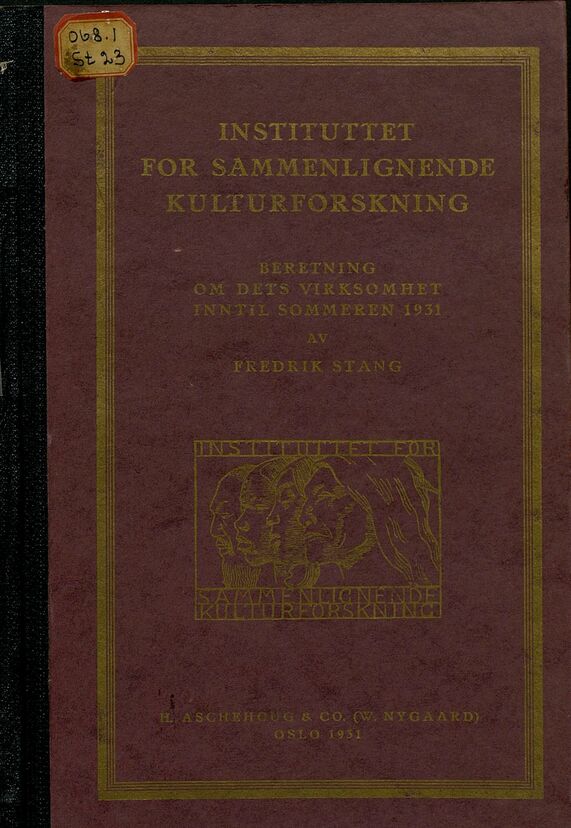 068.1
St 23
INSTITUTTET
FOR SAMMENLIGNENDE
KULTURFORSKNING
BERETNING
OM DETS VIRKSOMHET
INNTIL SOMMEREN 1931
AV
FREDRIK STANG
INSTITUTTET FOR
SAMMENLIGNENDE
KULTURFORSKNING
H. ASCHEHOUG & CO. (W. NYGAARD)
OSLO 1931